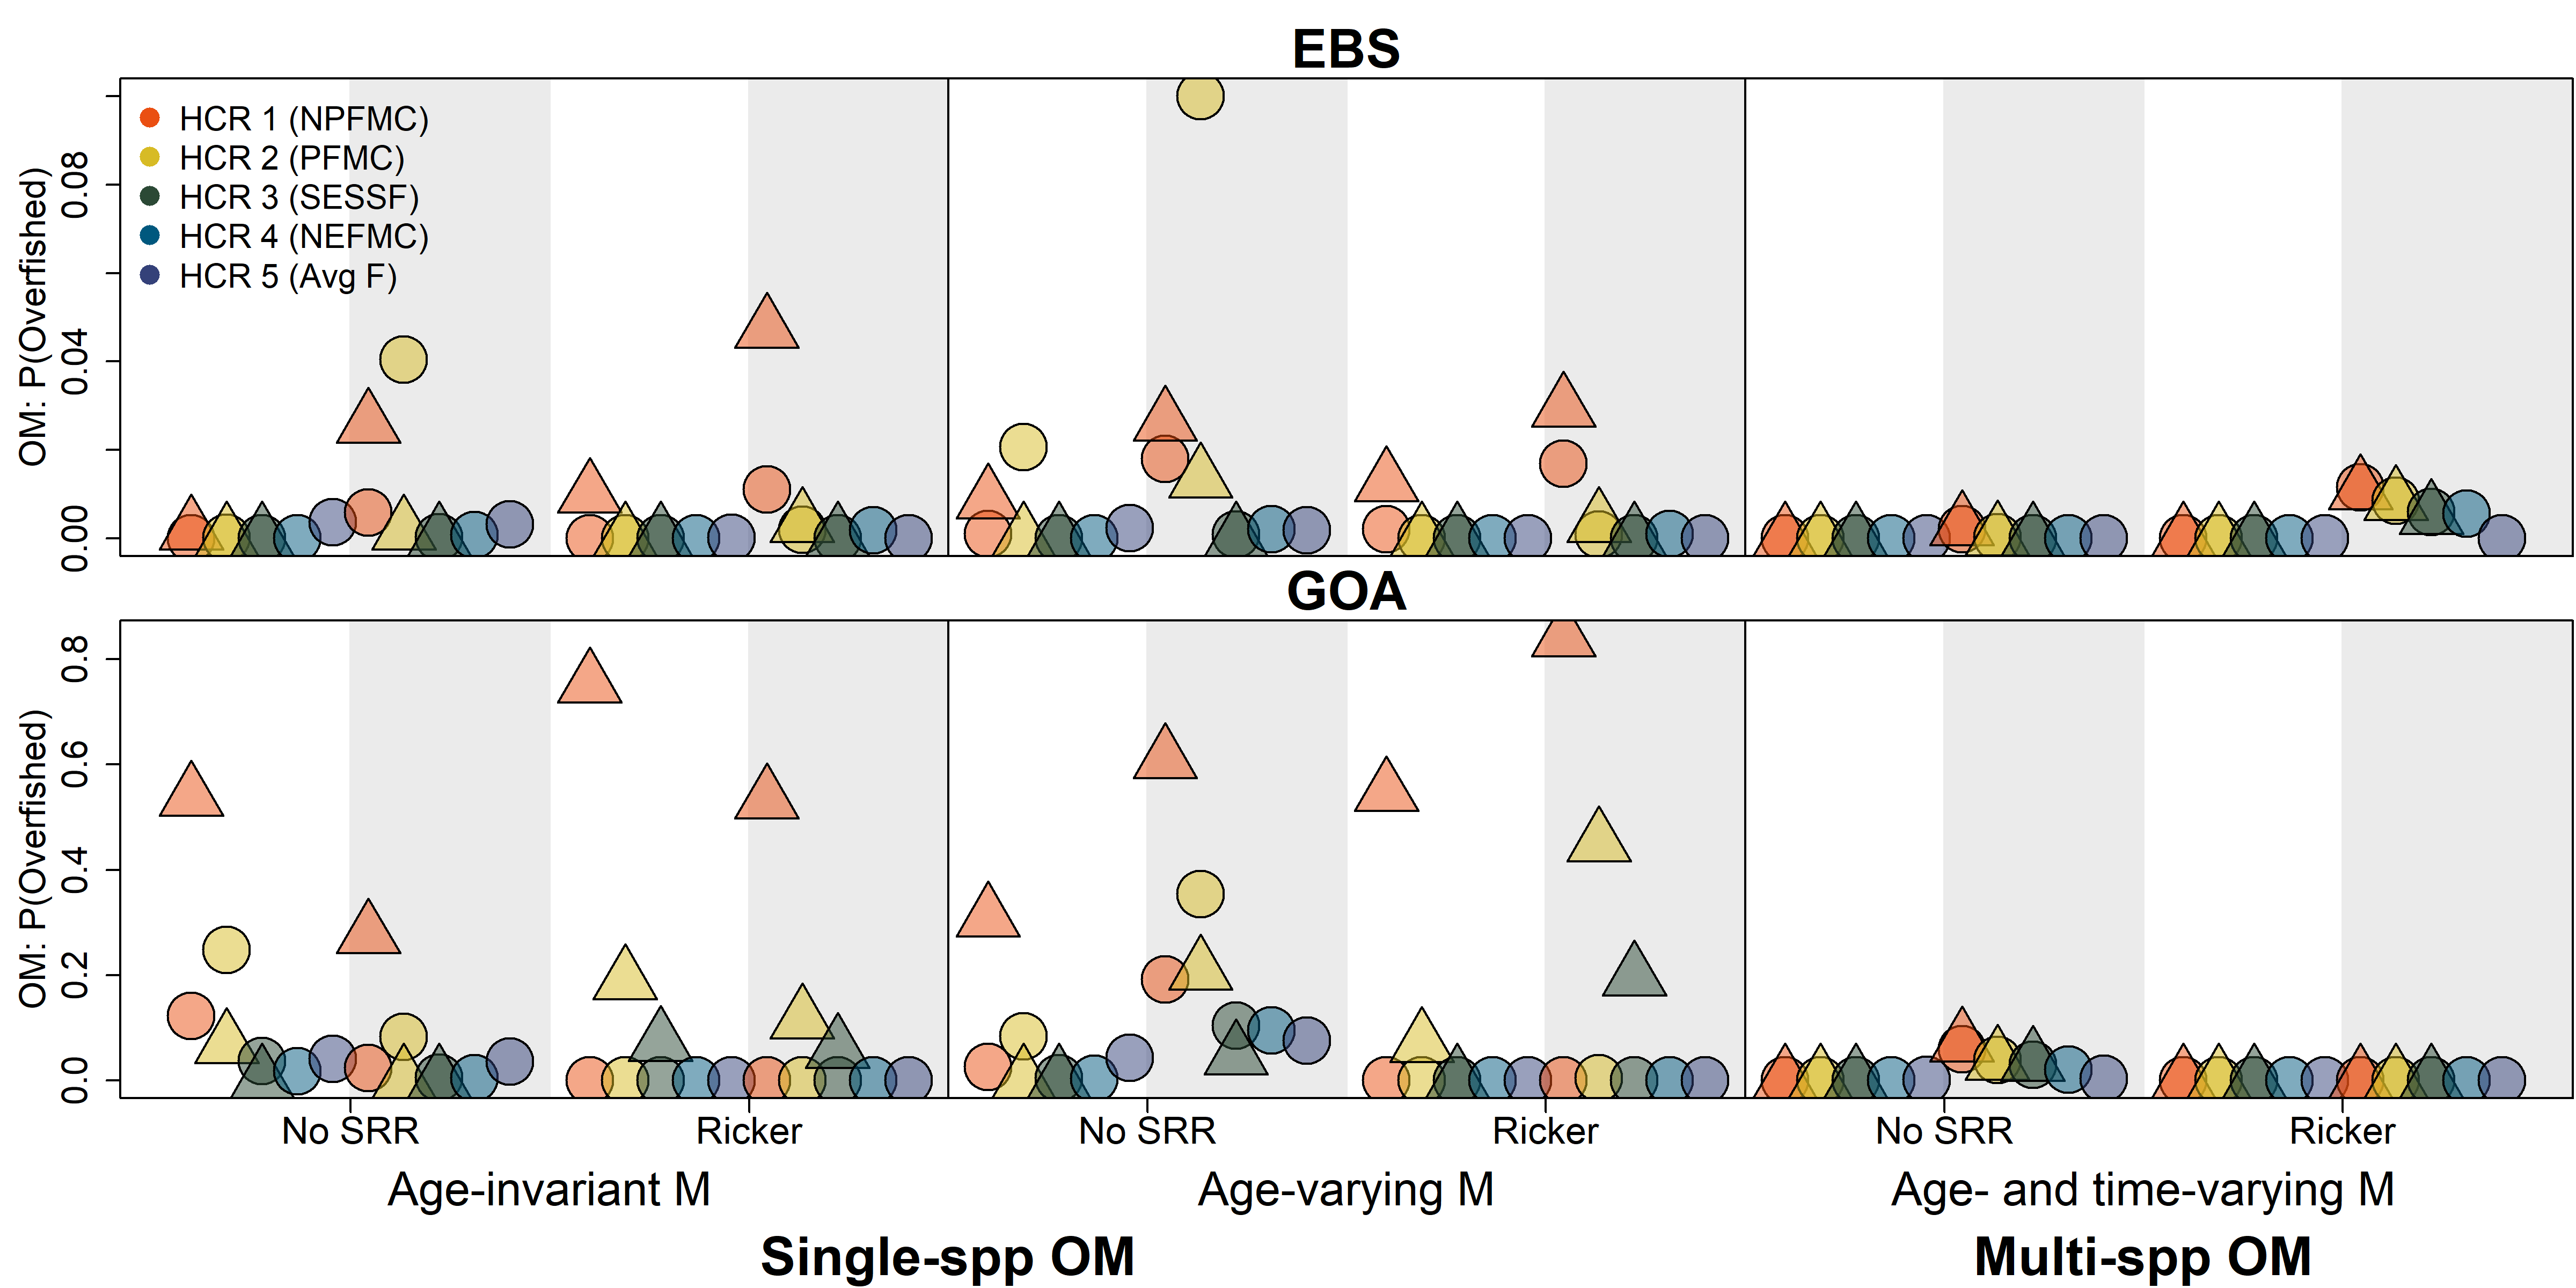 EBS
OM: P(Overfished)
0.08
0.04
0.00
HCR 1 (NPFMC)
HCR 2 (PFMC)
HCR 3 (SESSF)
HCR 4 (NEFMC)
HCR 5 (Avg F)
GOA
OM: P(Overfished)
0.8
0.6
0.4
0.2
0.0
No SRR Ricker No SRR Ricker No SRR Ricker
Age-invariant M Age-varying M Age- and time-varying M
Single-spp OM Multi-spp OM